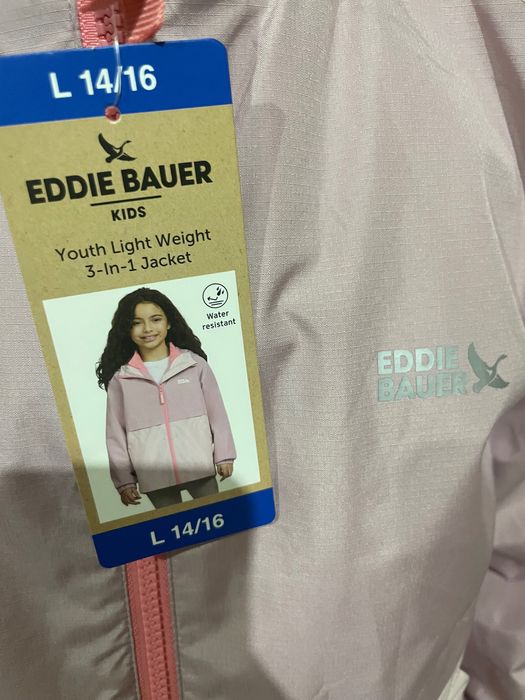 L 14/16
EDDIE BAUER
KIDS
Youth Light Weight
3-In-1 Jacket
Water
resistant
L 14/16
EDDIE
BAUER